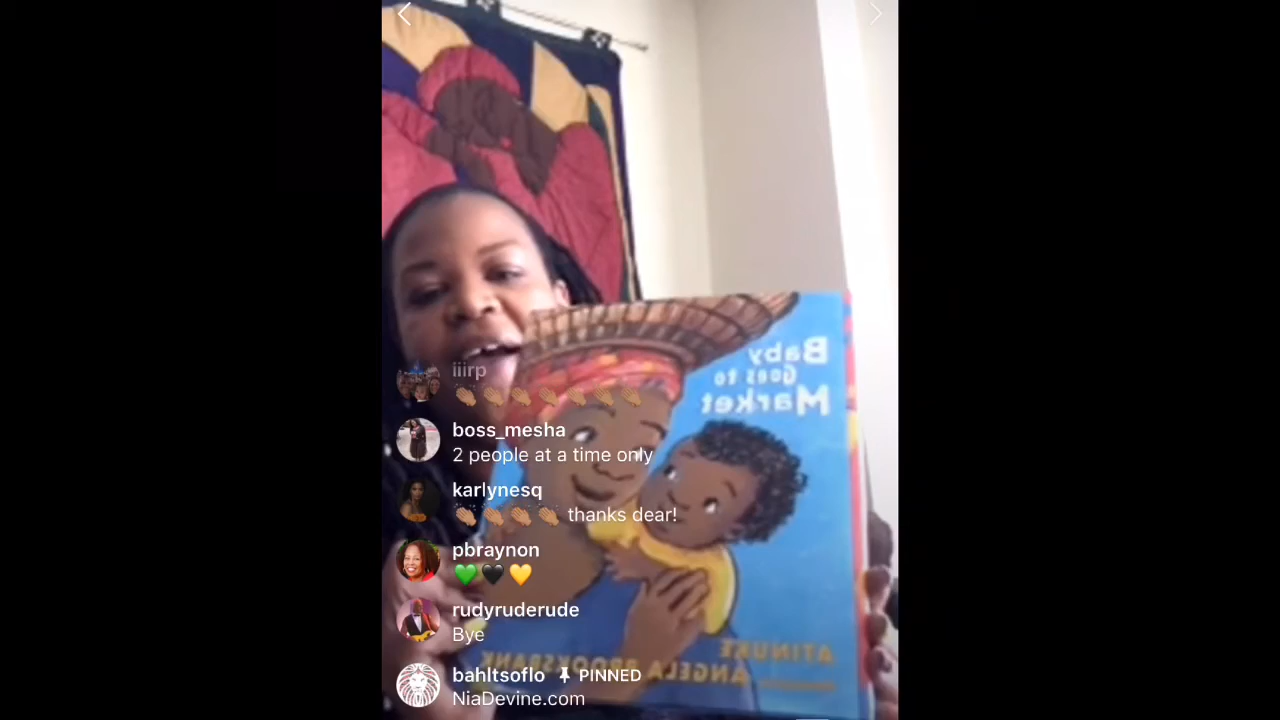 Baby
Goes to
Market
iiirp
👏🏽👏🏽👏🏽👏🏽👏🏽👏🏽👏🏽
boss_mesha
2 people at a time only
karlynesq
👏🏽👏🏽👏🏽👏🏽 thanks dear!
pbraynon
💚🖤💛
rudyruderude
Bye
ATINUKE
ANGELA BROOKSBANK
bahltsoflo PINNED
NiaDevine.com